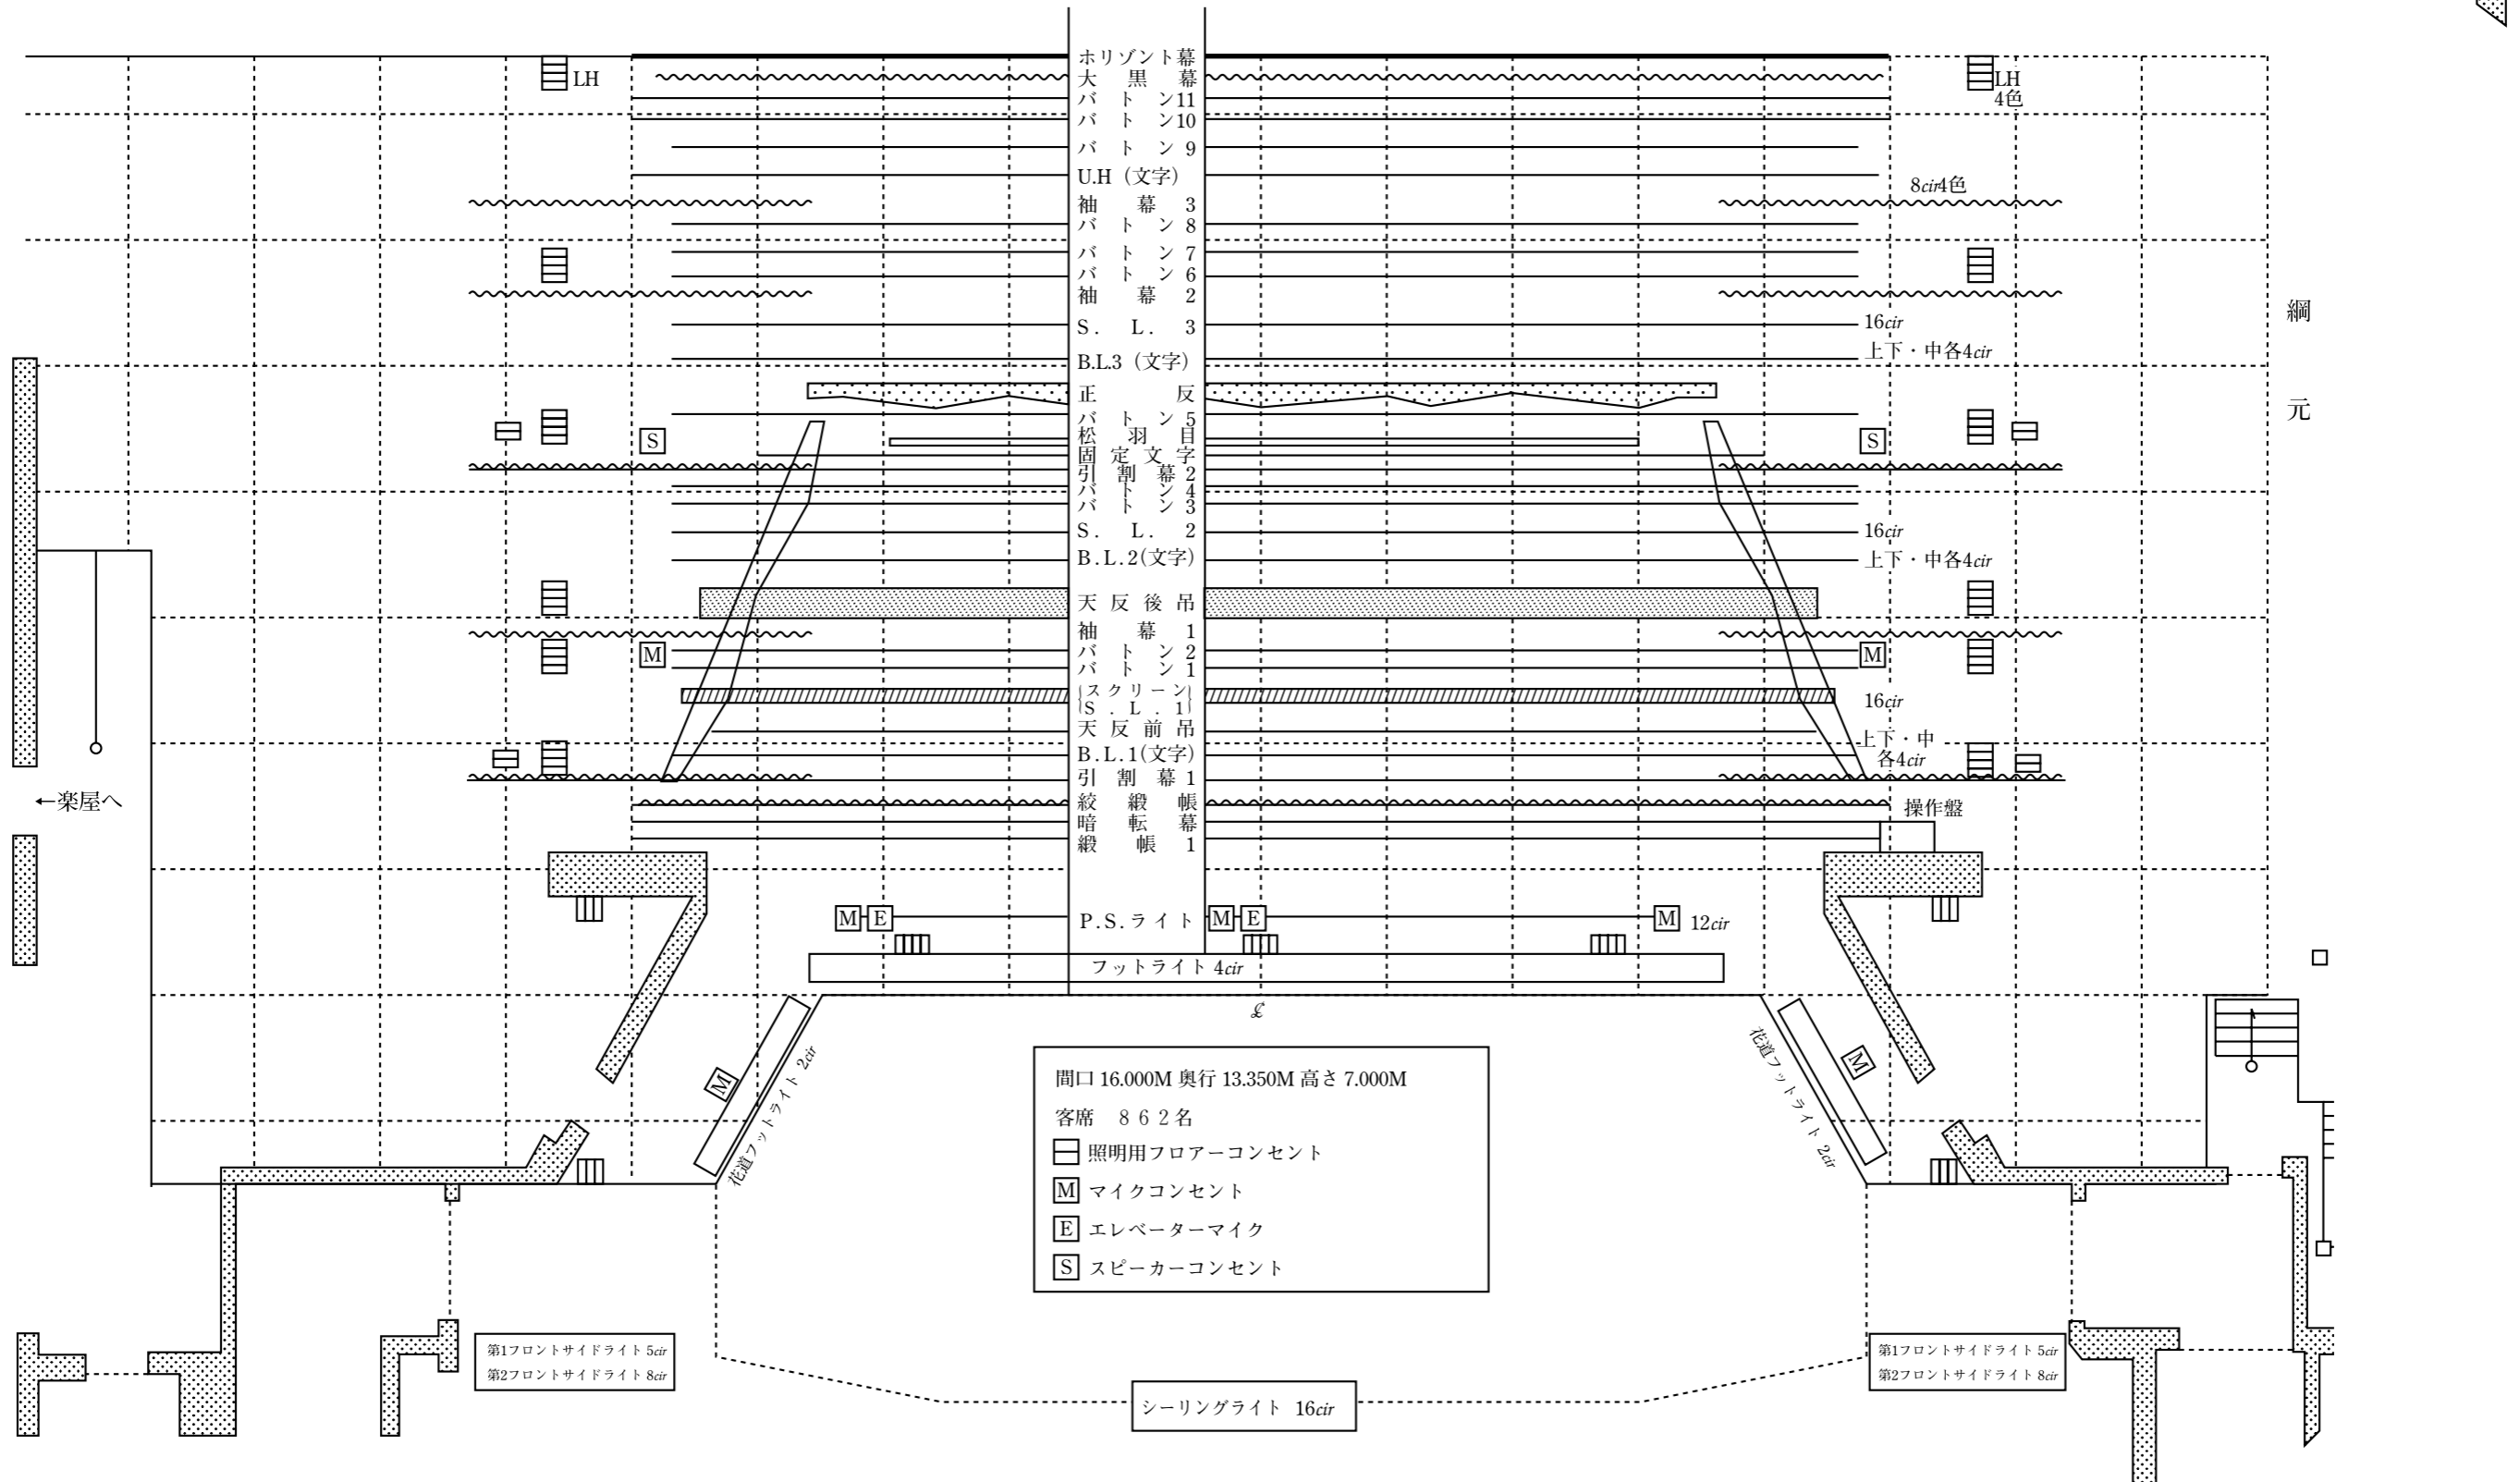 ホリゾント幕
LH
大黒幕
LH
4色
バトン11
バトン10
バトン9
U.H（文字）
8cir4色
袖幕3
バトン8
バトン7
バトン6
袖幕2
綱元
S. L. 3
16cir
B.L.3（文字）
上下・中各4cir
正反
バトン5
松羽目
S
S
固定文字
引割幕2
バトン4
バトン3
S. L. 2
16cir
B.L.2(文字)
上下・中各4cir
天反後吊
袖幕1
バトン2
M
M
バトン1
スクリーン
S.L.1
16cir
天反前吊
B.L.1(文字)
上下・中
各4cir
引割幕1
←楽屋へ
絞緞帳
操作盤
暗転幕
緞帳1
M
E
P.S.ライト
M
E
M
12cir
フットライト 4cir
℄
M
花道フットライト 2cir
花道フットライト 2cir
M
間口 16.000M 奥行 13.350M 高さ 7.000M
客席　８６２名
照明用フロアーコンセント
M マイクコンセント
E エレベーターマイク
S スピーカーコンセント
第1フロントサイドライト 5cir
第2フロントサイドライト 8cir
第1フロントサイドライト 5cir
第2フロントサイドライト 8cir
シーリングライト 16cir